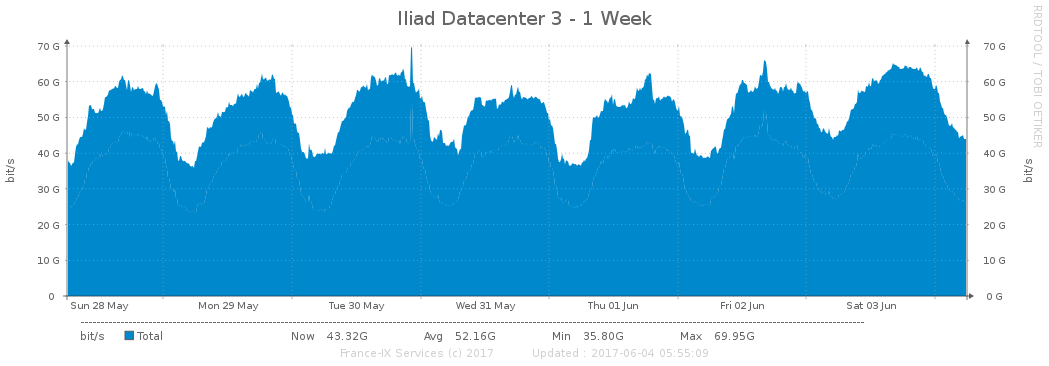 Iliad Datacenter 3 - 1 Week
RRDTOOL / TOBI OETIKER
70 G 70 G
60 G 60 G
50 G 50 G
40 G 40 G
30 G 30 G
20 G 20 G
10 G 10 G
0 0 G
bit/s bit/s
Sun 28 May Mon 29 May Tue 30 May Wed 31 May Thu 01 Jun Fri 02 Jun Sat 03 Jun
bit/s Total Now 43.32G Avg 52.16G Min 35.80G Max 69.95G
France-IX Services (c) 2017 Updated : 2017-06-04 05:55:09